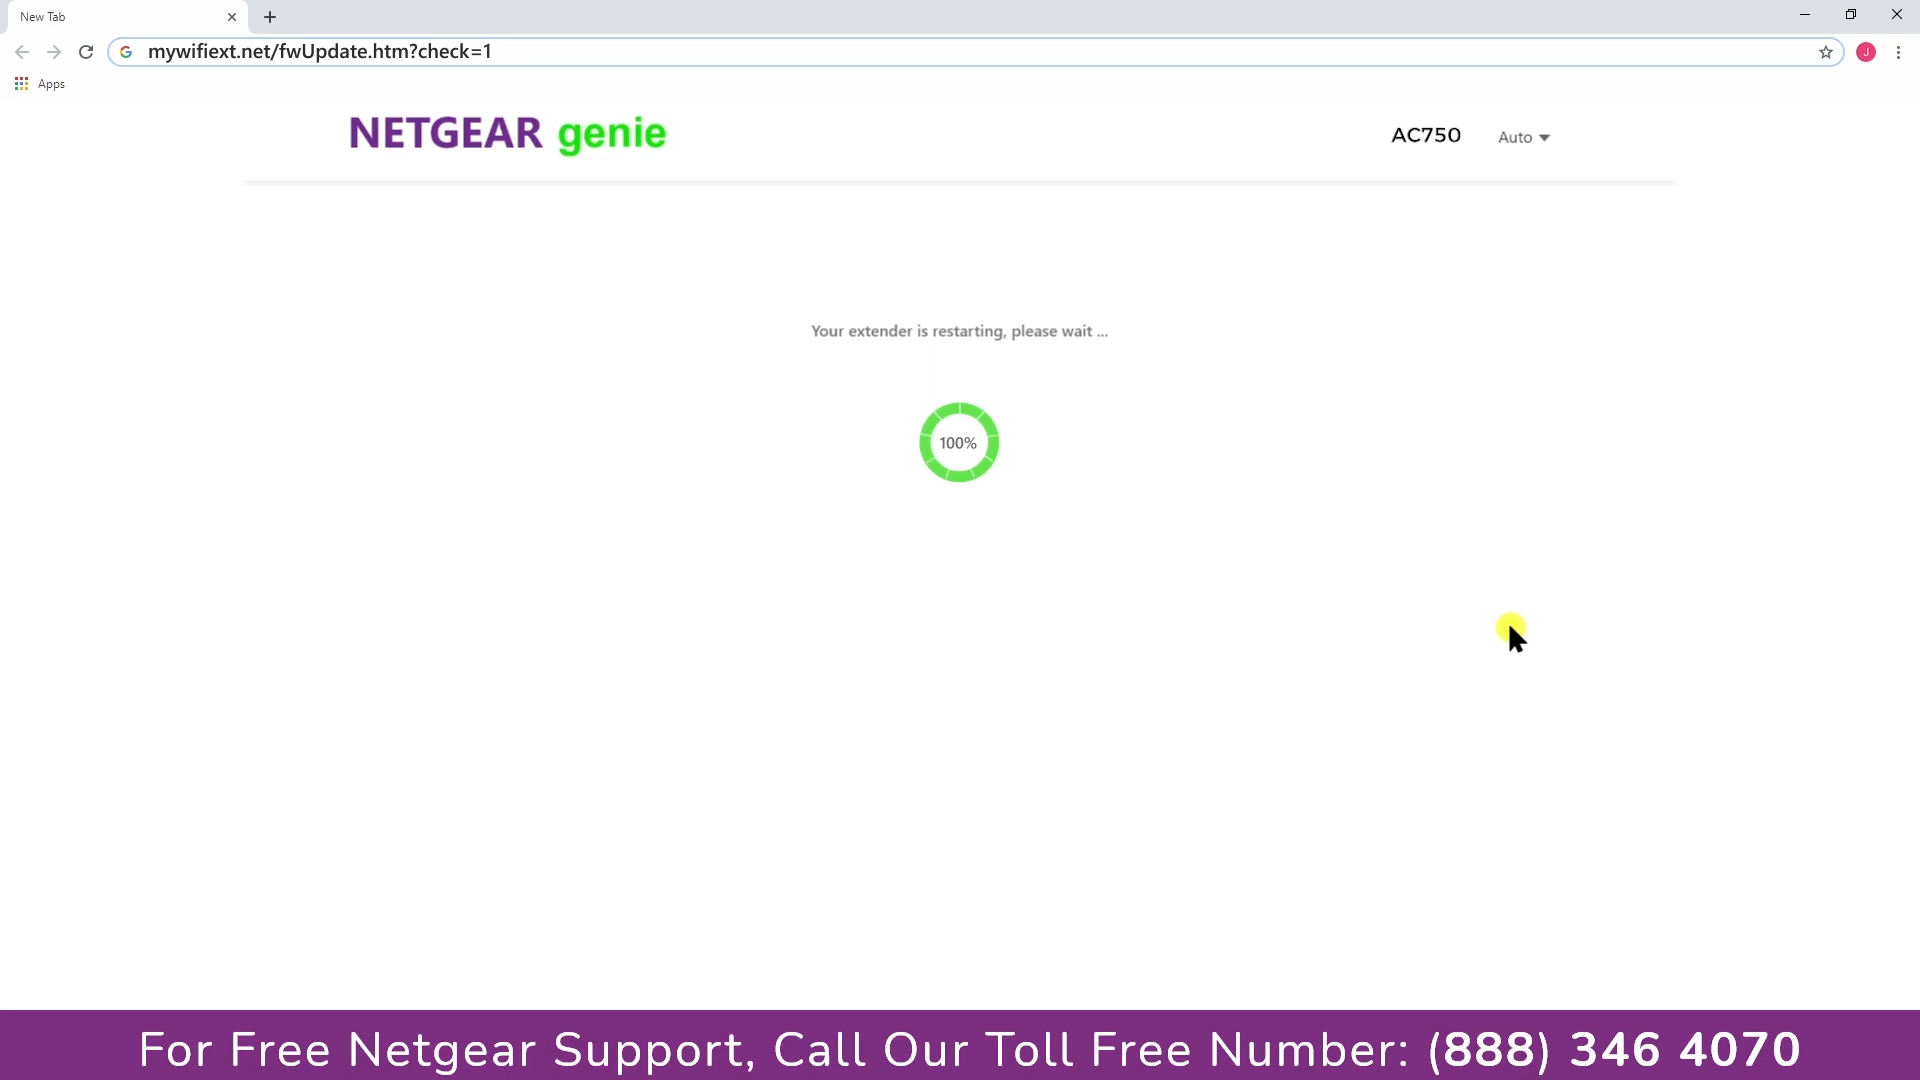 New Tab
mywifiext.net/fwUpdate.htm?check=1
J
Apps
NETGEAR genie
AC750 Auto
Your extender is restarting, please wait ...
100%
For Free Netgear Support, Call Our Toll Free Number: (888) 346 4070